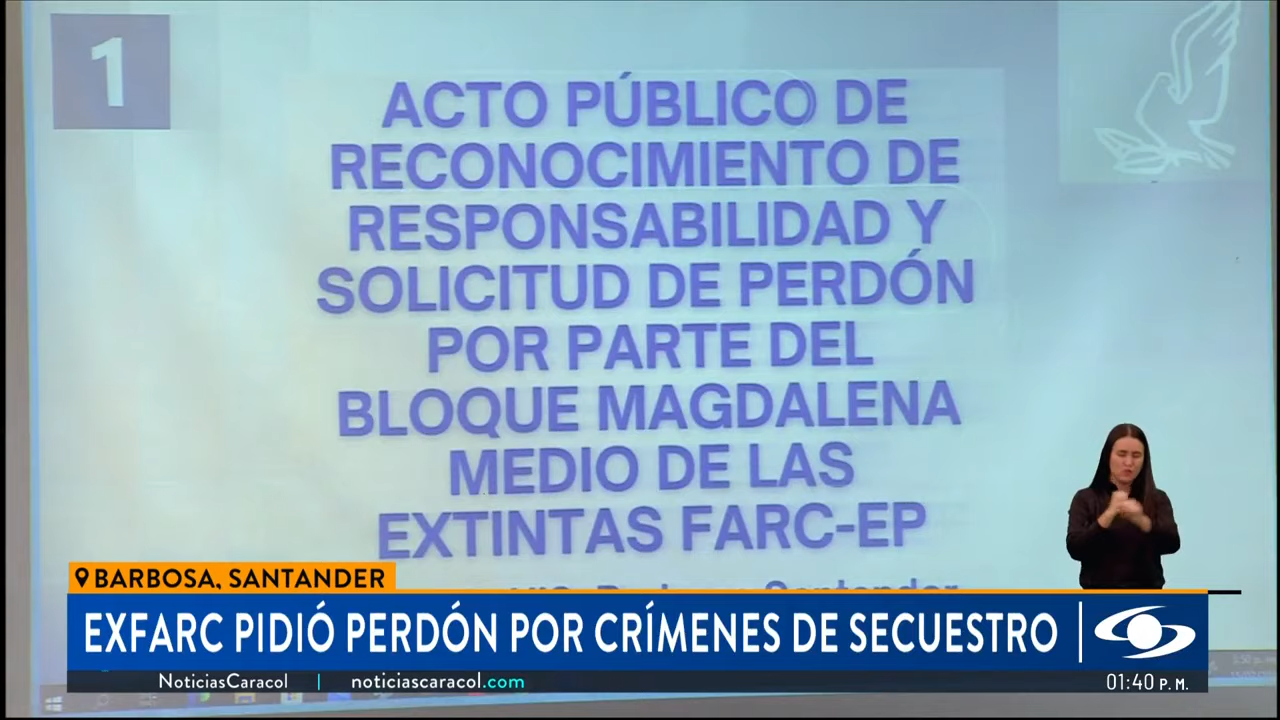 1
ACTO PÚBLICO DE
RECONOCIMIENTO DE
RESPONSABILIDAD Y
SOLICITUD DE PERDÓN
POR PARTE DEL
BLOQUE MAGDALENA
MEDIO DE LAS
EXTINTAS FARC-EP
BARBOSA, SANTANDER
EXFARC PIDIÓ PERDÓN POR CRÍMENES DE SECUESTRO
NoticiasCaracol | noticiascaracol.com
01:40 P. M.